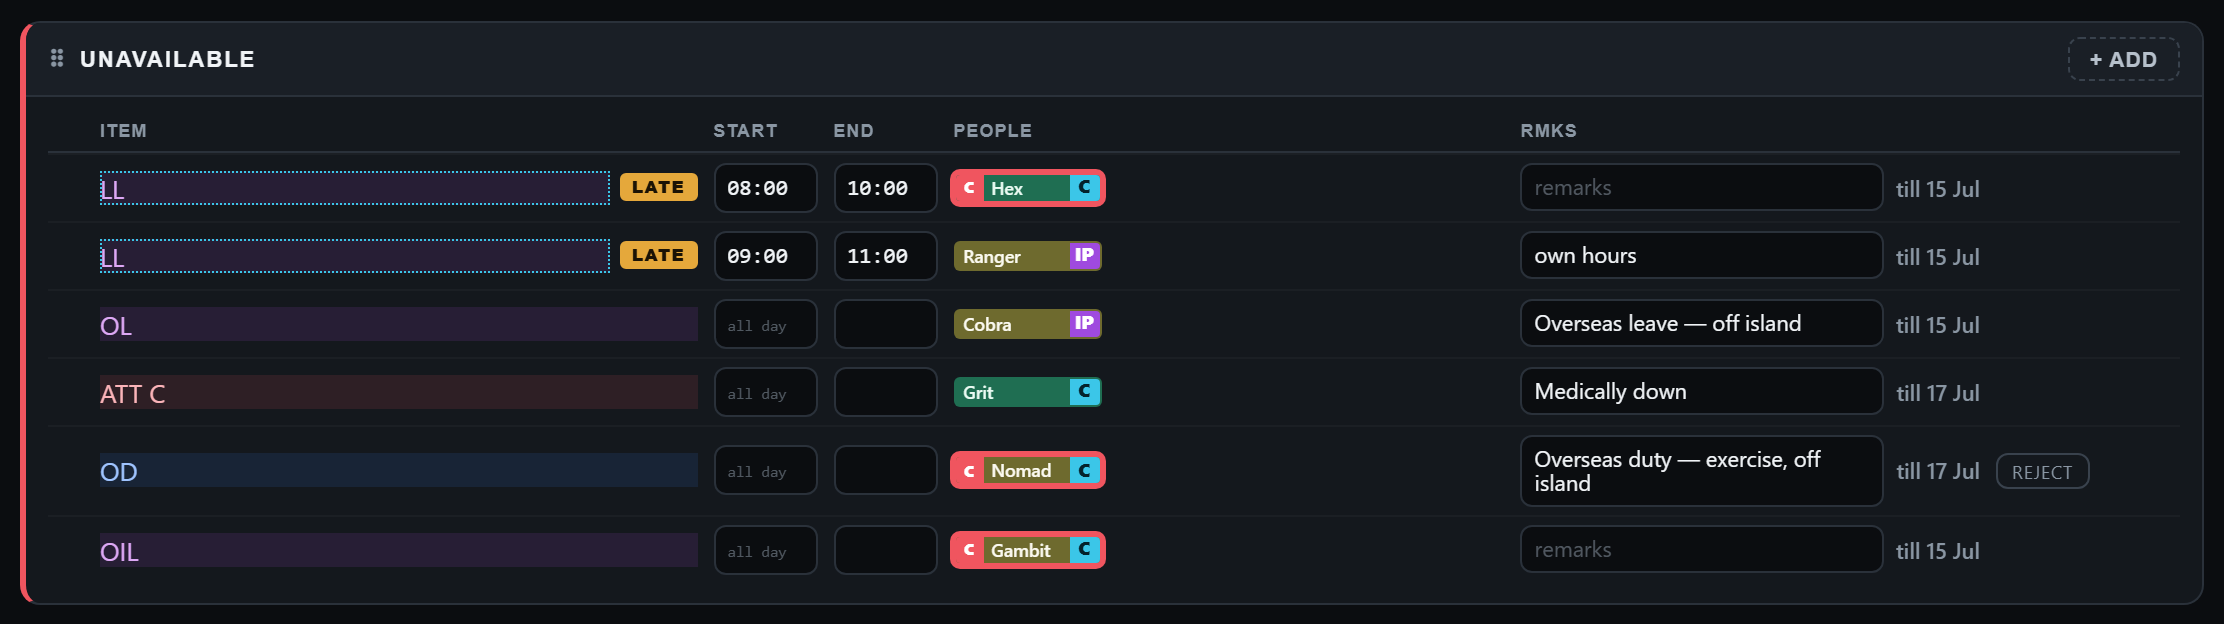 UNAVAILABLE
+ ADD
ITEM START END PEOPLE RMKS
LL LATE 08:00 10:00 C Hex C remarks till 15 Jul
LL LATE 09:00 11:00 Ranger IP own hours till 15 Jul
OL all day Cobra IP Overseas leave — off island till 15 Jul
ATT C all day Grit C Medically down till 17 Jul
OD all day C Nomad C Overseas duty — exercise, off
island till 17 Jul REJECT
OIL all day C Gambit C remarks till 15 Jul